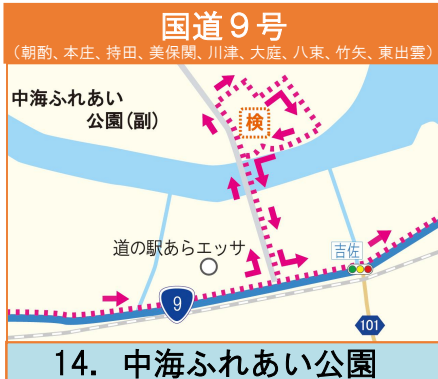 国道９号
（朝酌、本庄、持田、美保関、川津、大庭、八束、竹矢、東出雲）
中海ふれあい
公園(副)
検
道の駅あらエッサ
吉佐
9
101
14．中海ふれあい公園